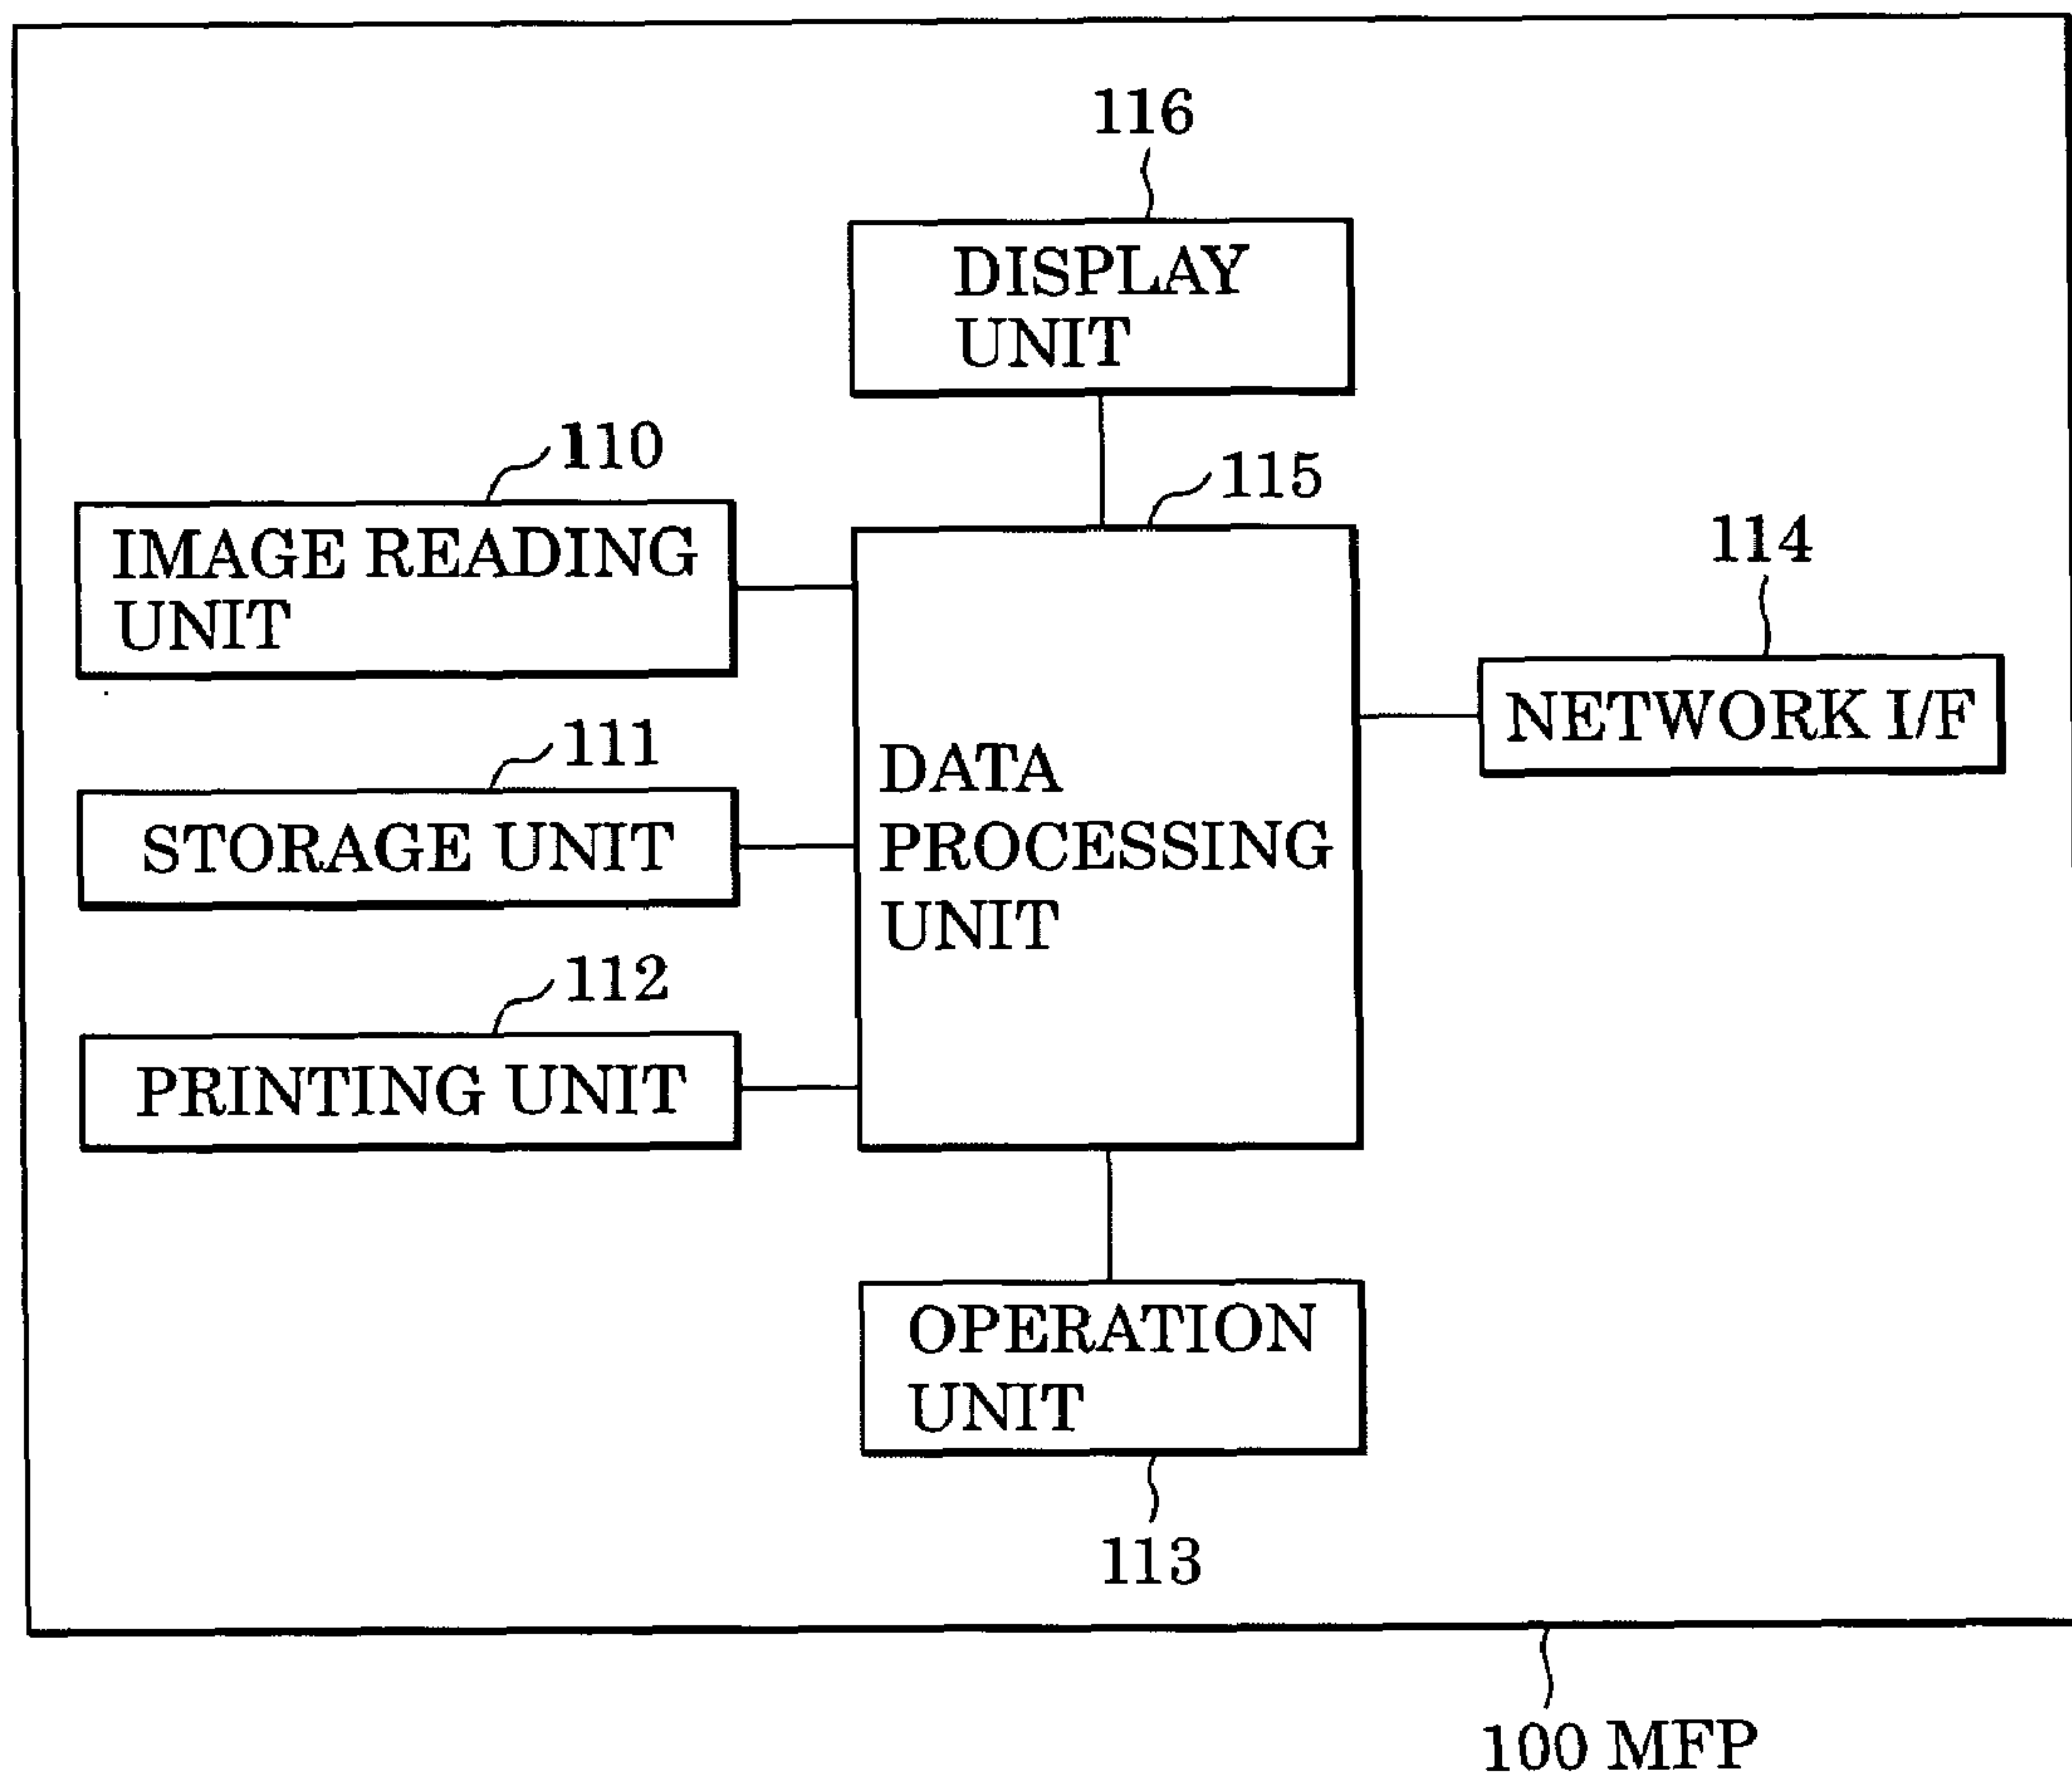 116
DISPLAY
UNIT
110
IMAGE READING
UNIT
115
114
NETWORK I/F
111
STORAGE UNIT
DATA
PROCESSING
UNIT
112
PRINTING UNIT
OPERATION
UNIT
113
100 MFP